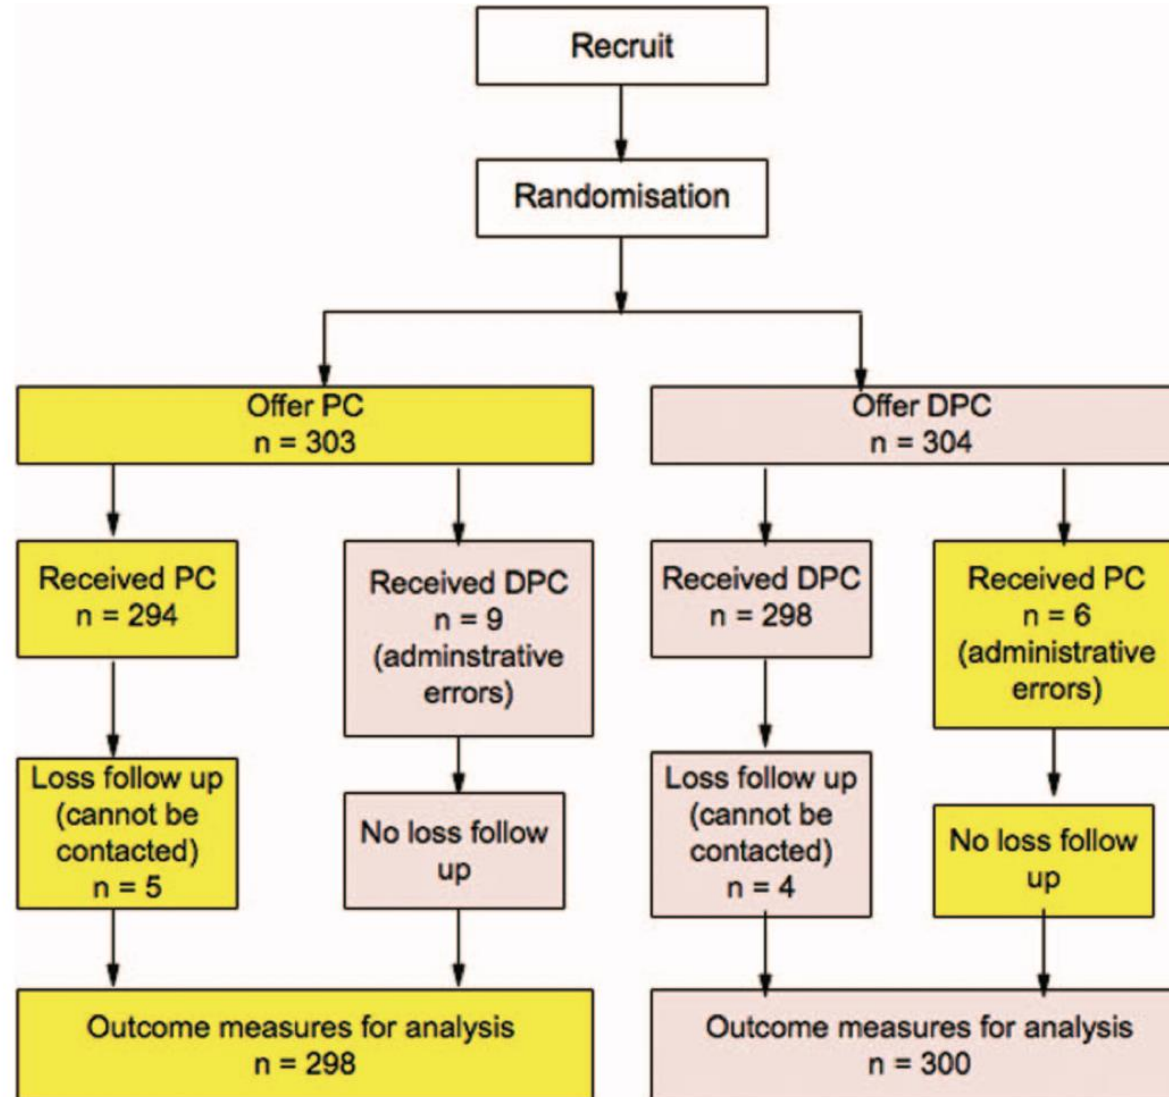 Recruit
Randomisation
Offer PC
n = 303
Offer DPC
n = 304
Received PC
n = 294
Received DPC
n = 9
(adminstrative
errors)
Received DPC
n = 298
Received PC
n = 6
(administrative
errors)
Loss follow up
(cannot be
contacted)
n = 5
No loss follow
up
Loss follow up
(cannot be
contacted)
n = 4
No loss follow
up
Outcome measures for analysis
n = 298
Outcome measures for analysis
n = 300